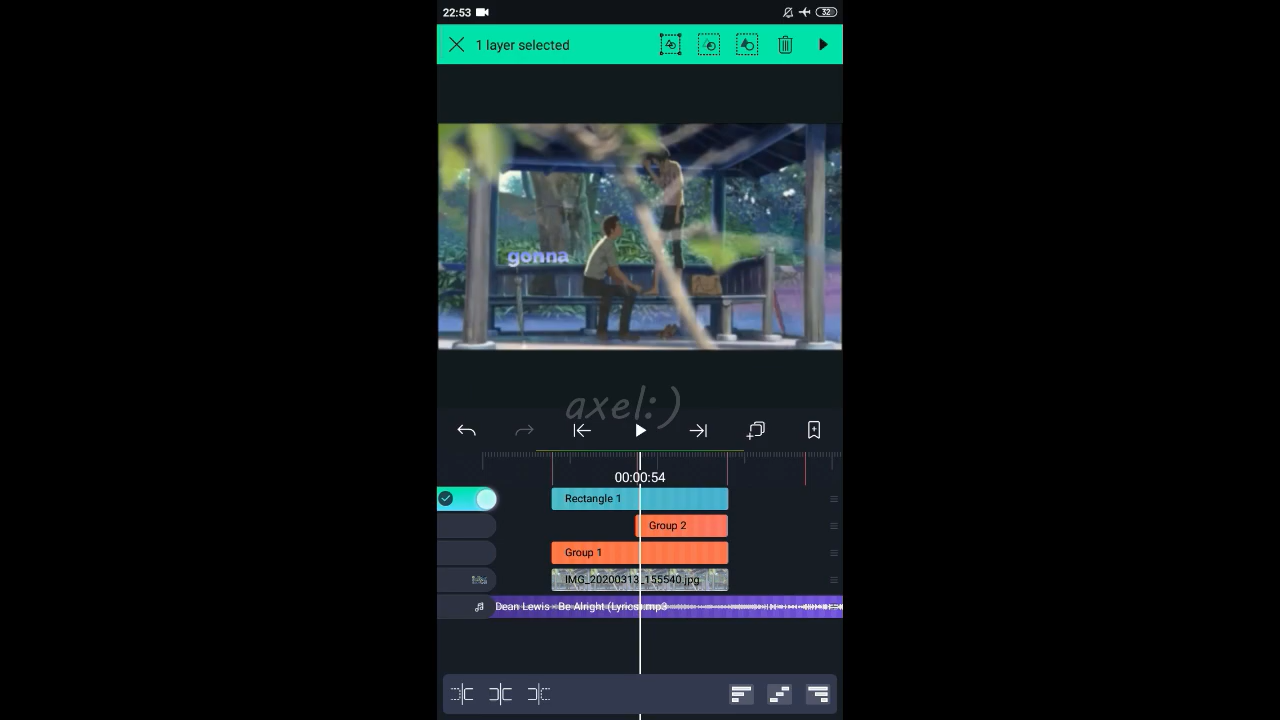 22:53
32
1 layer selected
gonna
axel:)
00:00:54
Rectangle 1
Group 2
Group 1
IMG_20200313_155540.jpg
Dean Lewis - Be Alright (Lyrics).mp3